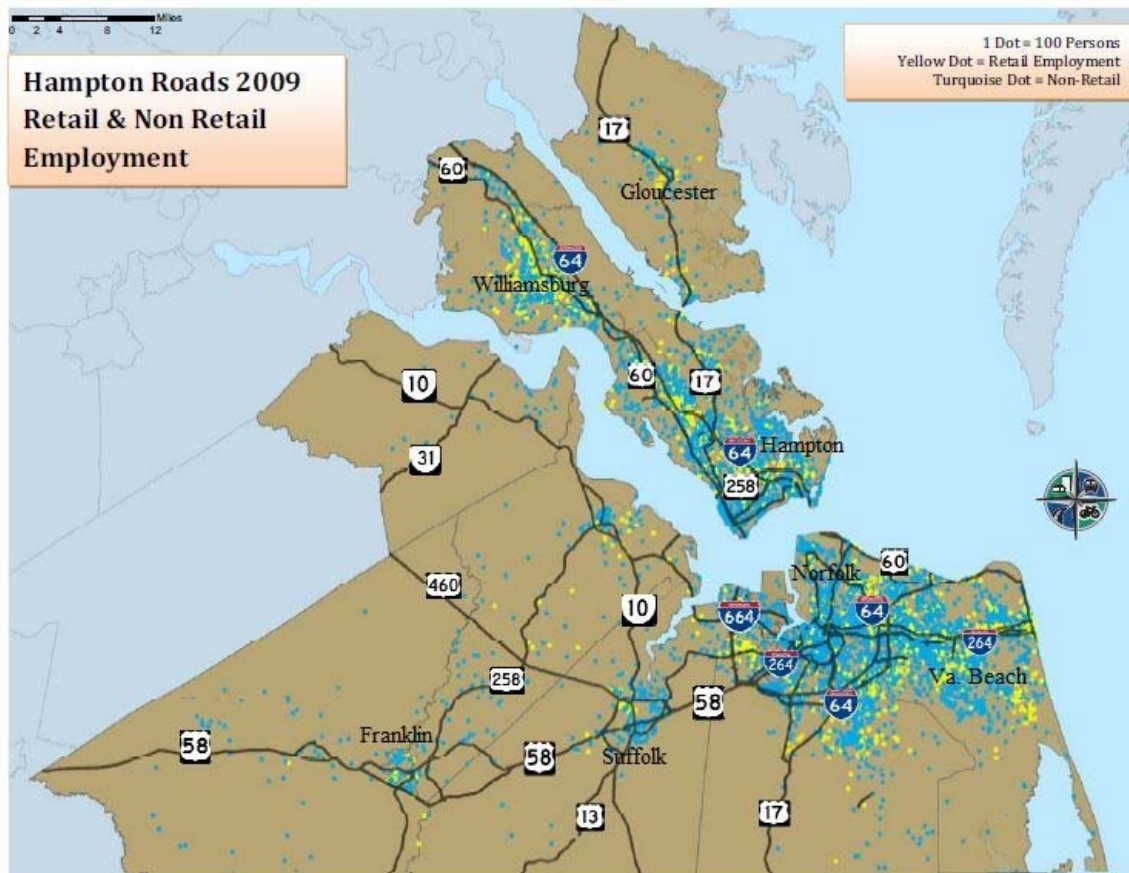 Miles
0 2 4 8 12
Hampton Roads 2009
Retail & Non Retail
Employment
1 Dot = 100 Persons
Yellow Dot = Retail Employment
Turquoise Dot = Non-Retail
17
60
Gloucester
64
Williamsburg
10
60
17
31
64
Hampton
258
60
Norfolk
460
10
664
64
264
264
258
58
64
Va. Beach
Franklin
58
58
Suffolk
13
17